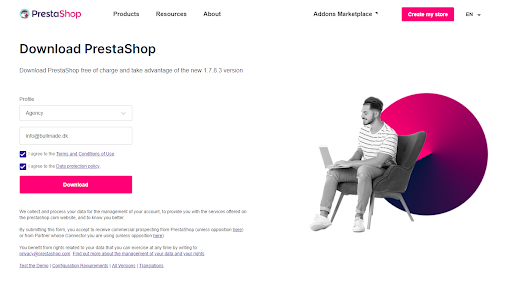 PrestaShop
Products
Resources
About
Addons Marketplace
Create my store
EN
Download PrestaShop
Download PrestaShop free of charge and take advantage of the new 1.7.6.3 version
Profile
Agency
info@builtmade.dk
I agree to the Terms and Conditions of Use
I agree to the Data protection policy.
Download
We collect and process your data for the management of your account, to provide you with the services offered on
the prestashop.com website, and to know you better.
By submitting this form, you accept to receive commercial prospecting from PrestaShop (unless opposition here)
or from Partner whose Connector you are using (unless opposition here).
You benefit from rights related to your data that you can exercise at any time by writing to
privacy@prestashop.com. Find out more about the management of your data and your rights.
Test the Demo | Configuration Requirements | All Versions | Translations